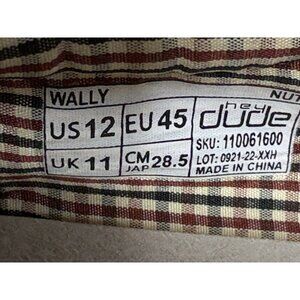 WALLY
US 12 EU 45 hey dude
UK 11 CM JAP 28.5
SKU: 110061600
LOT: 0921-22-XXH
MADE IN CHINA